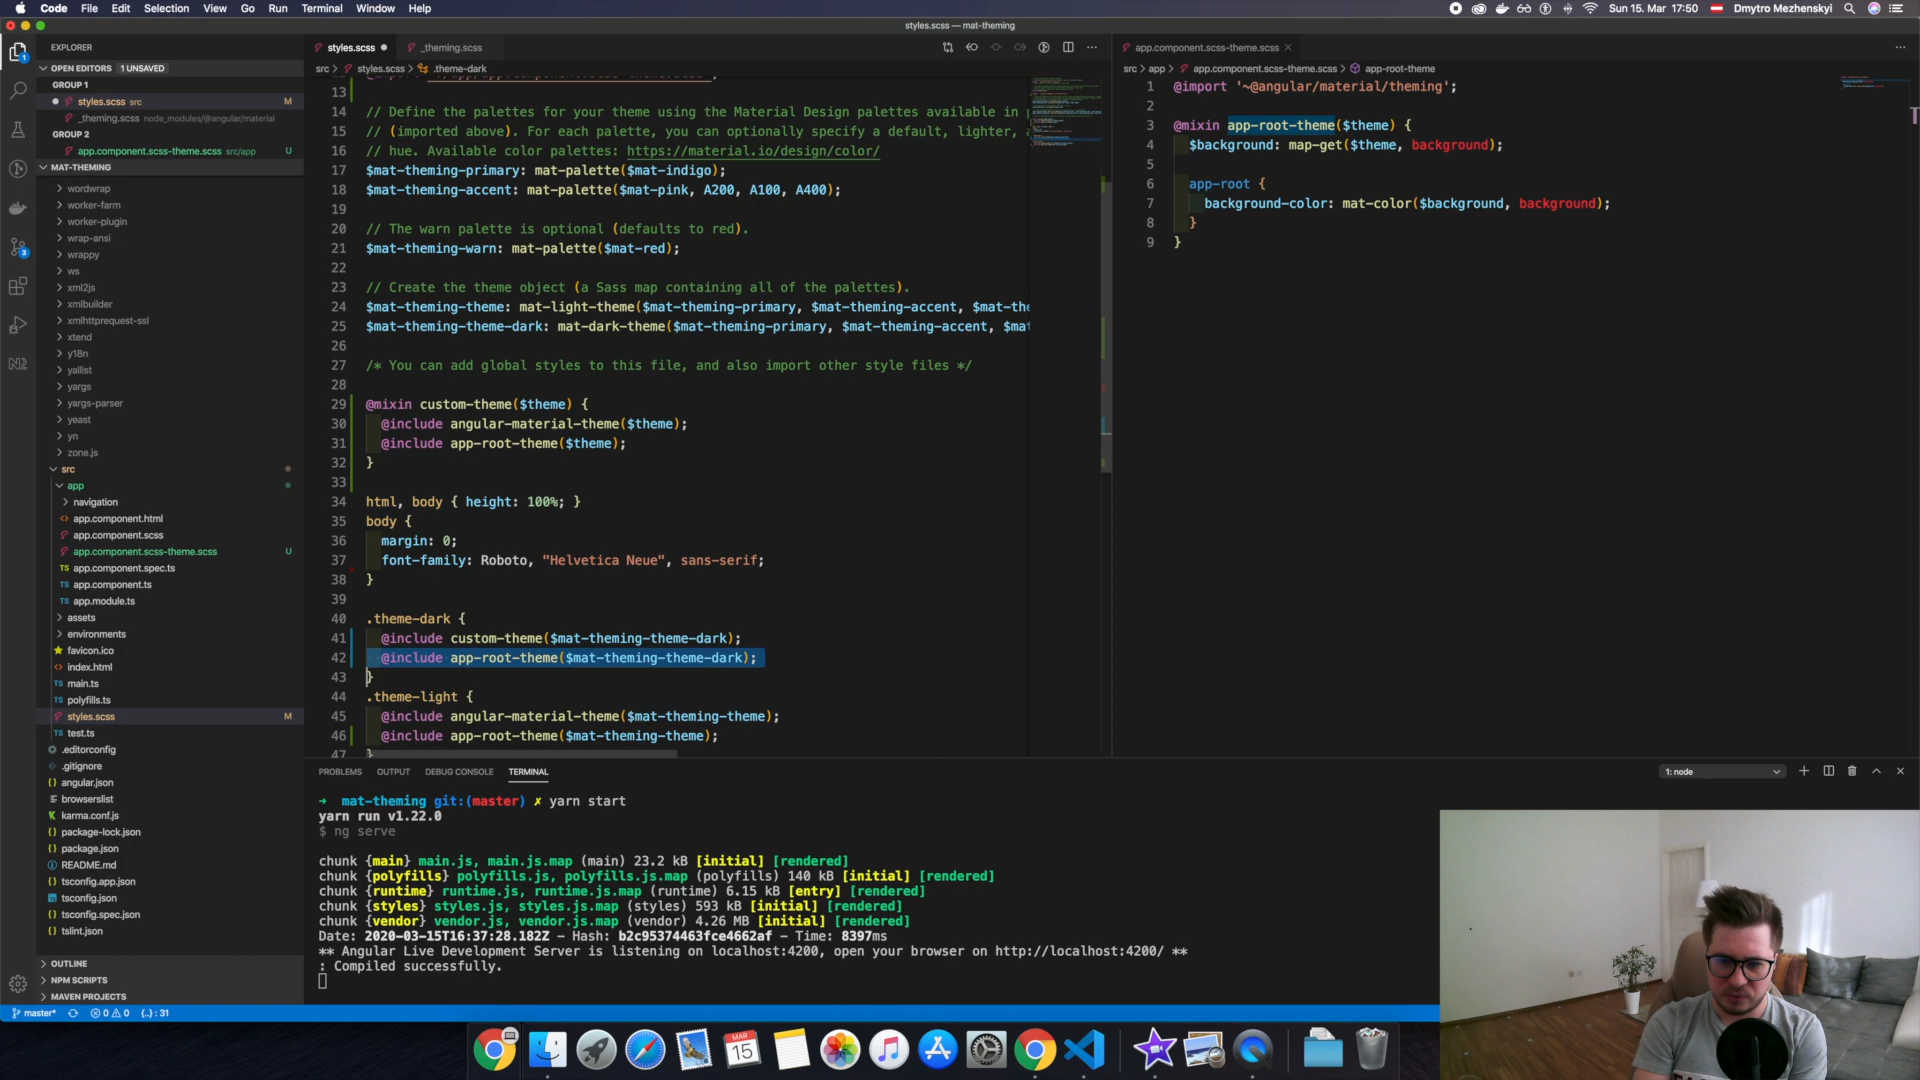 Code File Edit Selection View Go Run Terminal Window Help
Sun 15. Mar 17:50 Dmytro Mezhenskyi
styles.scss — mat-theming
EXPLORER
OPEN EDITORS 1 UNSAVED
GROUP 1
styles.scss src M
_theming.scss node_modules/@angular/material
GROUP 2
app.component.scss-theme.scss src/app U
MAT-THEMING
wordwrap
worker-farm
worker-plugin
wrap-ansi
wrappy
ws
xml2js
xmlbuilder
xmlhttprequest-ssl
xtend
y18n
yallist
yargs
yargs-parser
yeast
yn
zone.js
src
app
navigation
app.component.html
app.component.scss
app.component.scss-theme.scss U
app.component.spec.ts
app.component.ts
app.module.ts
assets
environments
favicon.ico
index.html
main.ts
polyfills.ts
styles.scss M
test.ts
.editorconfig
.gitignore
angular.json
browserslist
karma.conf.js
package-lock.json
package.json
README.md
tsconfig.app.json
tsconfig.json
tsconfig.spec.json
tslint.json
OUTLINE
NPM SCRIPTS
MAVEN PROJECTS
styles.scss _theming.scss
src > styles.scss > .theme-dark
13
14 // Define the palettes for your theme using the Material Design palettes available in
15 // (imported above). For each palette, you can optionally specify a default, lighter,
16 // hue. Available color palettes: https://material.io/design/color/
17 $mat-theming-primary: mat-palette($mat-indigo);
18 $mat-theming-accent: mat-palette($mat-pink, A200, A100, A400);
19
20 // The warn palette is optional (defaults to red).
21 $mat-theming-warn: mat-palette($mat-red);
22
23 // Create the theme object (a Sass map containing all of the palettes).
24 $mat-theming-theme: mat-light-theme($mat-theming-primary, $mat-theming-accent, $mat-the
25 $mat-theming-theme-dark: mat-dark-theme($mat-theming-primary, $mat-theming-accent, $mat
26
27 /* You can add global styles to this file, and also import other style files */
28
29 @mixin custom-theme($theme) {
30 @include angular-material-theme($theme);
31 @include app-root-theme($theme);
32 }
33
34 html, body { height: 100%; }
35 body {
36 margin: 0;
37 font-family: Roboto, "Helvetica Neue", sans-serif;
38 }
39
40 .theme-dark {
41 @include custom-theme($mat-theming-theme-dark);
42 @include app-root-theme($mat-theming-theme-dark);
43 }
44 .theme-light {
45 @include angular-material-theme($mat-theming-theme);
46 @include app-root-theme($mat-theming-theme);
47 }
app.component.scss-theme.scss
src > app > app.component.scss-theme.scss > app-root-theme
1 @import '~@angular/material/theming';
2
3 @mixin app-root-theme($theme) {
4 $background: map-get($theme, background);
5
6 app-root {
7 background-color: mat-color($background, background);
8 }
9 }
PROBLEMS OUTPUT DEBUG CONSOLE TERMINAL
1: node
→ mat-theming git:(master) ✗ yarn start
yarn run v1.22.0
$ ng serve
chunk {main} main.js, main.js.map (main) 23.2 kB [initial] [rendered]
chunk {polyfills} polyfills.js, polyfills.js.map (polyfills) 140 kB [initial] [rendered]
chunk {runtime} runtime.js, runtime.js.map (runtime) 6.15 kB [entry] [rendered]
chunk {styles} styles.js, styles.js.map (styles) 593 kB [initial] [rendered]
chunk {vendor} vendor.js, vendor.js.map (vendor) 4.26 MB [initial] [rendered]
Date: 2020-03-15T16:37:28.182Z - Hash: b2c95374463fce4662af - Time: 8397ms
** Angular Live Development Server is listening on localhost:4200, open your browser on http://localhost:4200/ **
: Compiled successfully.
master* 0 0 {..} : 31
MAR
15